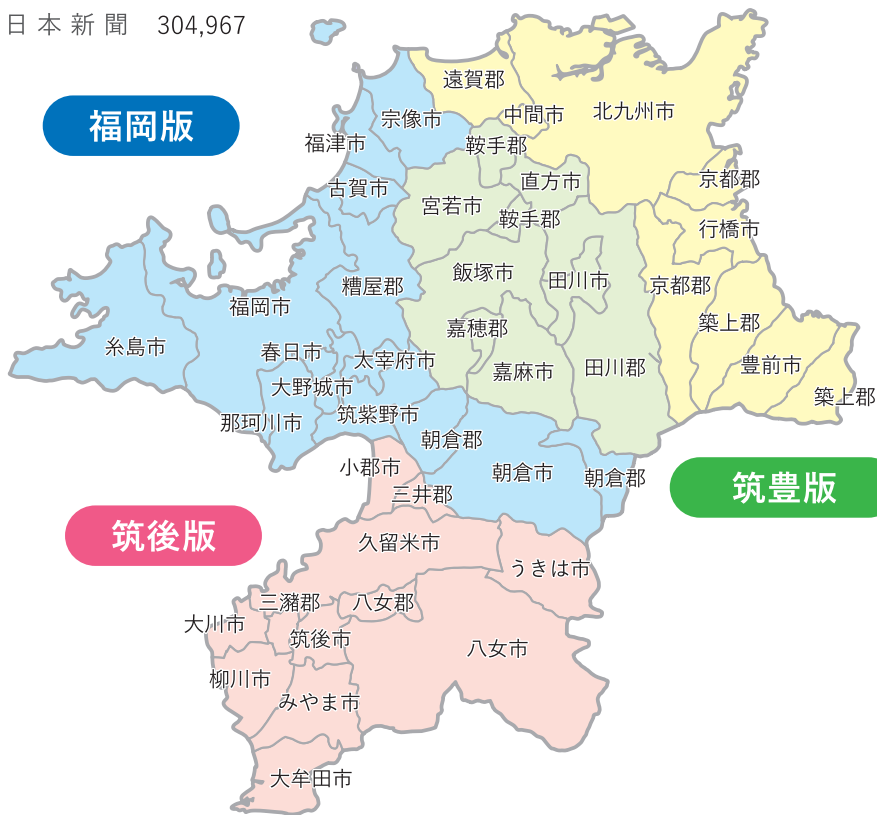 日本新聞 304,967
遠賀郡
中間市
北九州市
福岡版
宗像市
福津市
鞍手郡
古賀市
直方市
京都郡
宮若市
鞍手郡
行橋市
飯塚市
田川市
糟屋郡
京都郡
福岡市
築上郡
嘉穂郡
糸島市
春日市
太宰府市
嘉麻市
田川郡
豊前市
大野城市
築上郡
筑紫野市
那珂川市
朝倉郡
小郡市
朝倉市
朝倉郡
三井郡
筑豊版
筑後版
久留米市
うきは市
三瀦郡
八女郡
大川市
筑後市
八女市
柳川市
みやま市
大牟田市